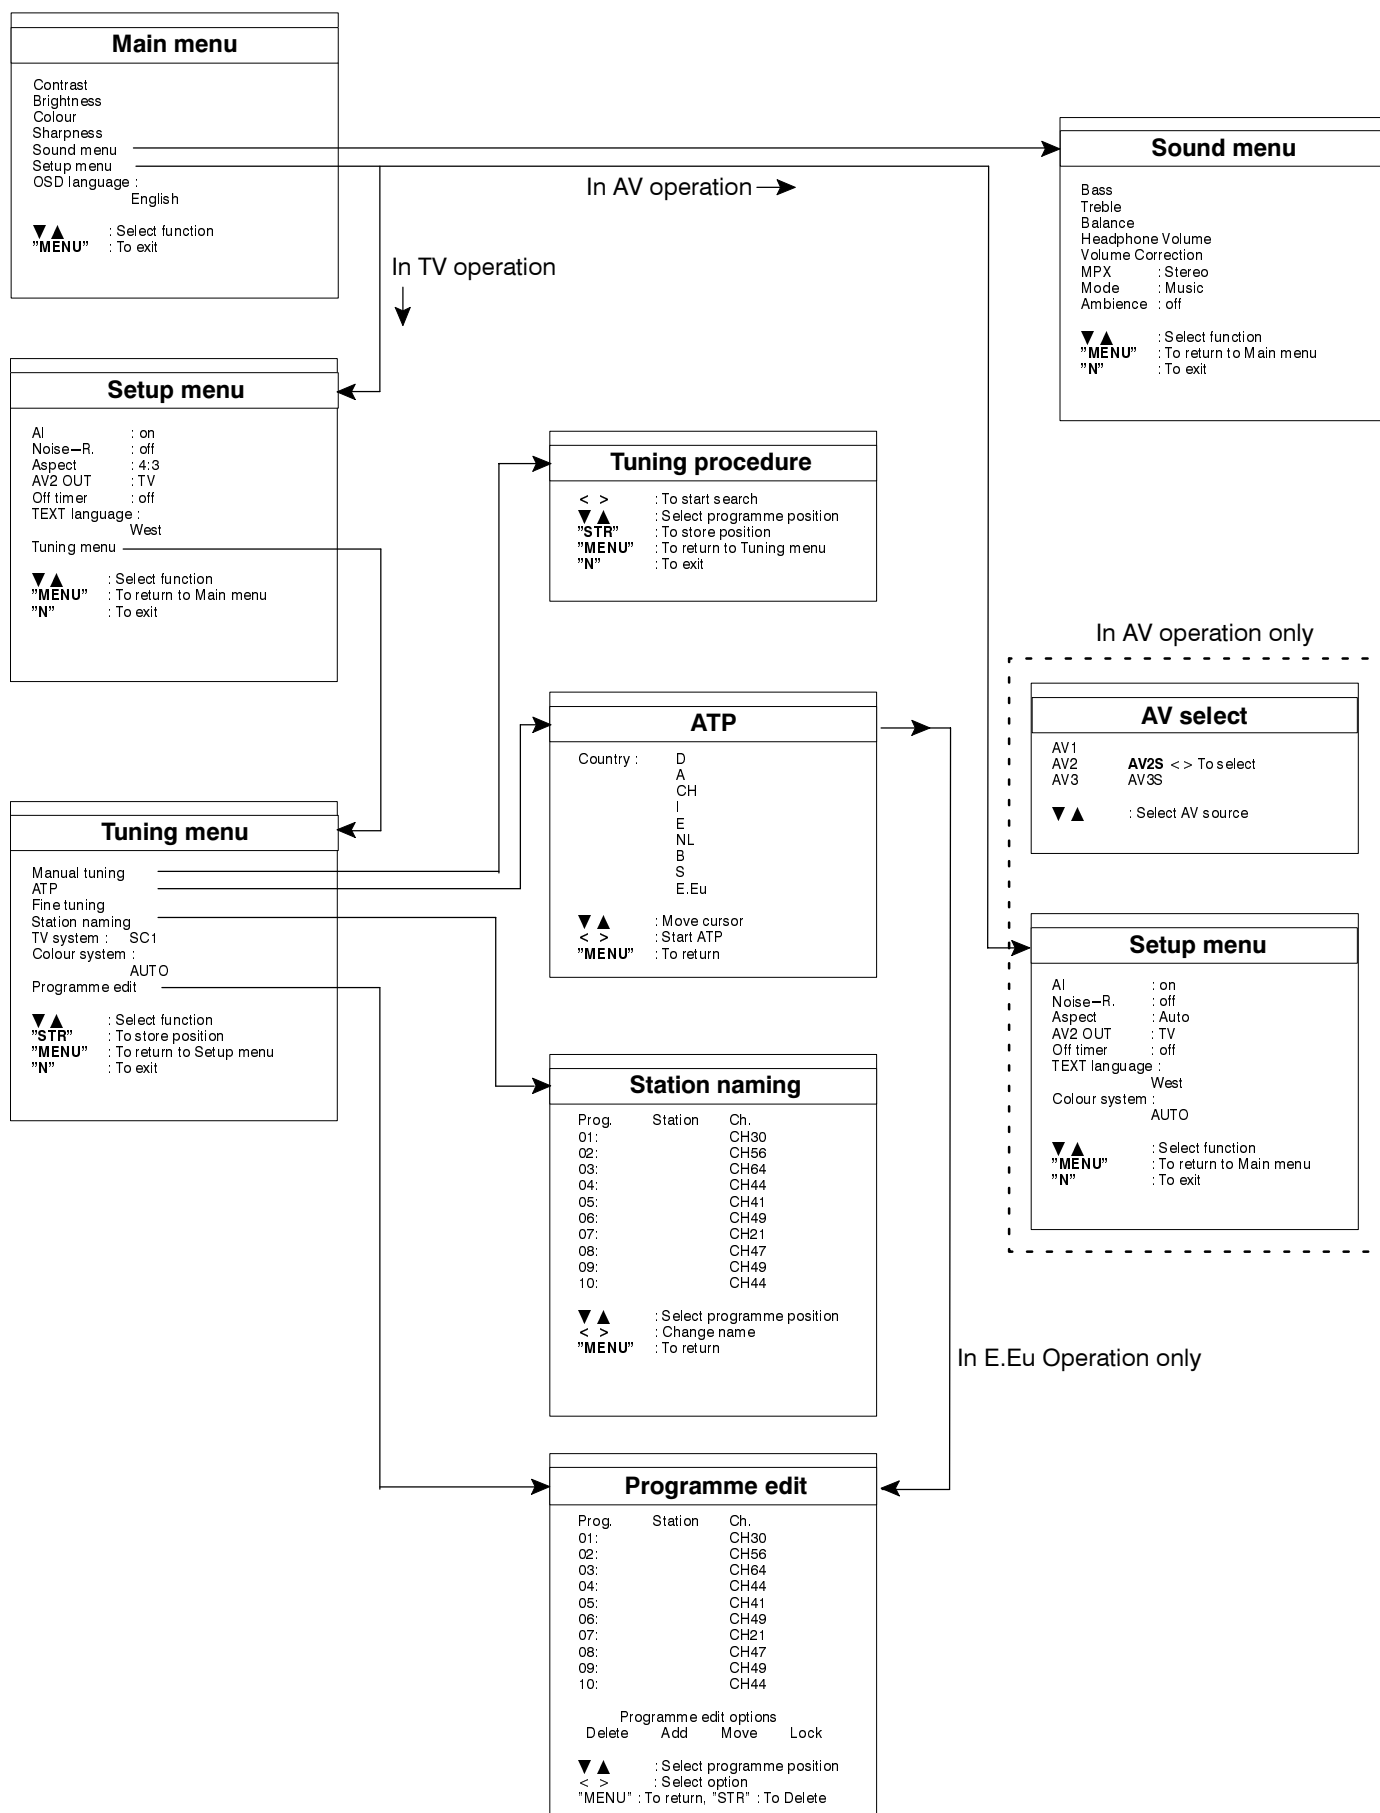 Main menu
Contrast
Brightness
Colour
Sharpness
Sound menu
Setup menu
OSD language :
English
▼ ▲ : Select function
"MENU" : To exit
In AV operation
In TV operation
Sound menu
Bass
Treble
Balance
Headphone Volume
Volume Correction
MPX : Stereo
Mode : Music
Ambience : off
▼ ▲ : Select function
"MENU" : To return to Main menu
"N" : To exit
Setup menu
AI : on
Noise–R. : off
Aspect : 4:3
AV2 OUT : TV
Off timer : off
TEXT language :
West
Tuning menu
▼ ▲ : Select function
"MENU" : To return to Main menu
"N" : To exit
Tuning procedure
< > : To start search
▼ ▲ : Select programme position
"STR" : To store position
"MENU" : To return to Tuning menu
"N" : To exit
ATP
Country : D
A
CH
I
E
NL
B
S
E.Eu
▼ ▲ : Move cursor
< > : Start ATP
"MENU" : To return
In AV operation only
AV select
AV1
AV2 AV2S < > To select
AV3 AV3S
▼ ▲ : Select AV source
Tuning menu
Manual tuning
ATP
Fine tuning
Station naming
TV system : SC1
Colour system :
AUTO
Programme edit
▼ ▲ : Select function
"STR" : To store position
"MENU" : To return to Setup menu
"N" : To exit
Setup menu
AI : on
Noise–R. : off
Aspect : Auto
AV2 OUT : TV
Off timer : off
TEXT language :
West
Colour system :
AUTO
▼ ▲ : Select function
"MENU" : To return to Main menu
"N" : To exit
Station naming
Prog. Station Ch.
01: CH30
02: CH56
03: CH64
04: CH44
05: CH41
06: CH49
07: CH21
08: CH47
09: CH49
10: CH44
▼ ▲ : Select programme position
< > : Change name
"MENU" : To return
In E.Eu Operation only
Programme edit
Prog. Station Ch.
01: CH30
02: CH56
03: CH64
04: CH44
05: CH41
06: CH49
07: CH21
08: CH47
09: CH49
10: CH44
Programme edit options
Delete Add Move Lock
▼ ▲ : Select programme position
< > : Select option
"MENU" : To return, "STR" : To Delete